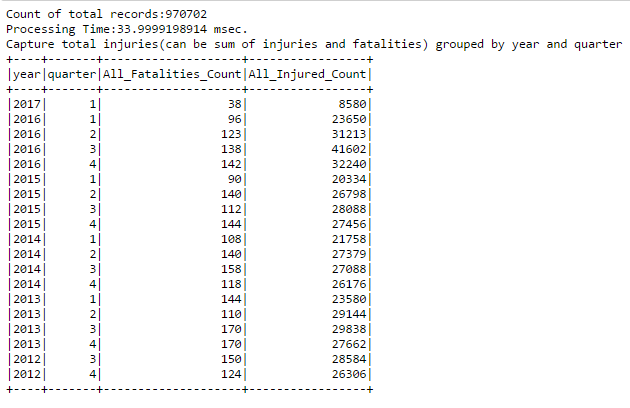 Count of total records:970702
Processing Time:33.9999198914 msec.
Capture total injuries(can be sum of injuries and fatalities) grouped by year and quarter
+----+-------+--------------------+-----------------+
|year|quarter|All_Fatalities_Count|All_Injured_Count|
+----+-------+--------------------+-----------------+
|2017|      1|                  38|             8580|
|2016|      1|                  96|            23650|
|2016|      2|                 123|            31213|
|2016|      3|                 138|            41602|
|2016|      4|                 142|            32240|
|2015|      1|                  90|            20334|
|2015|      2|                 140|            26798|
|2015|      3|                 112|            28088|
|2015|      4|                 144|            27456|
|2014|      1|                 108|            21758|
|2014|      2|                 140|            27379|
|2014|      3|                 158|            27088|
|2014|      4|                 118|            26176|
|2013|      1|                 144|            23580|
|2013|      2|                 110|            29144|
|2013|      3|                 170|            29838|
|2013|      4|                 170|            27662|
|2012|      3|                 150|            28584|
|2012|      4|                 124|            26306|
+----+-------+--------------------+-----------------+